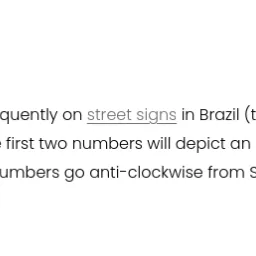 quently on street signs in Brazil (t
first two numbers will depict an
umbers go anti-clockwise from S